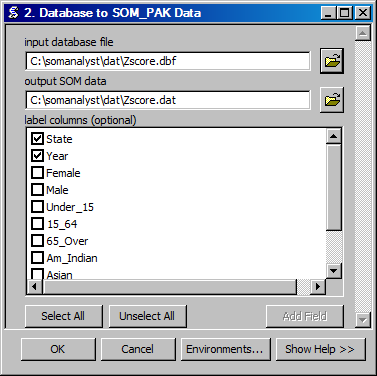 2. Database to SOM_PAK Data
input database file
C:\somanalyst\dat\Zscore.dbf
output SOM data
C:\somanalyst\dat\Zscore.dat
label columns (optional)
State
Year
Female
Male
Under_15
15_64
65_Over
Am_Indian
Asian
Select All Unselect All Add Field
OK Cancel Environments... Show Help >>